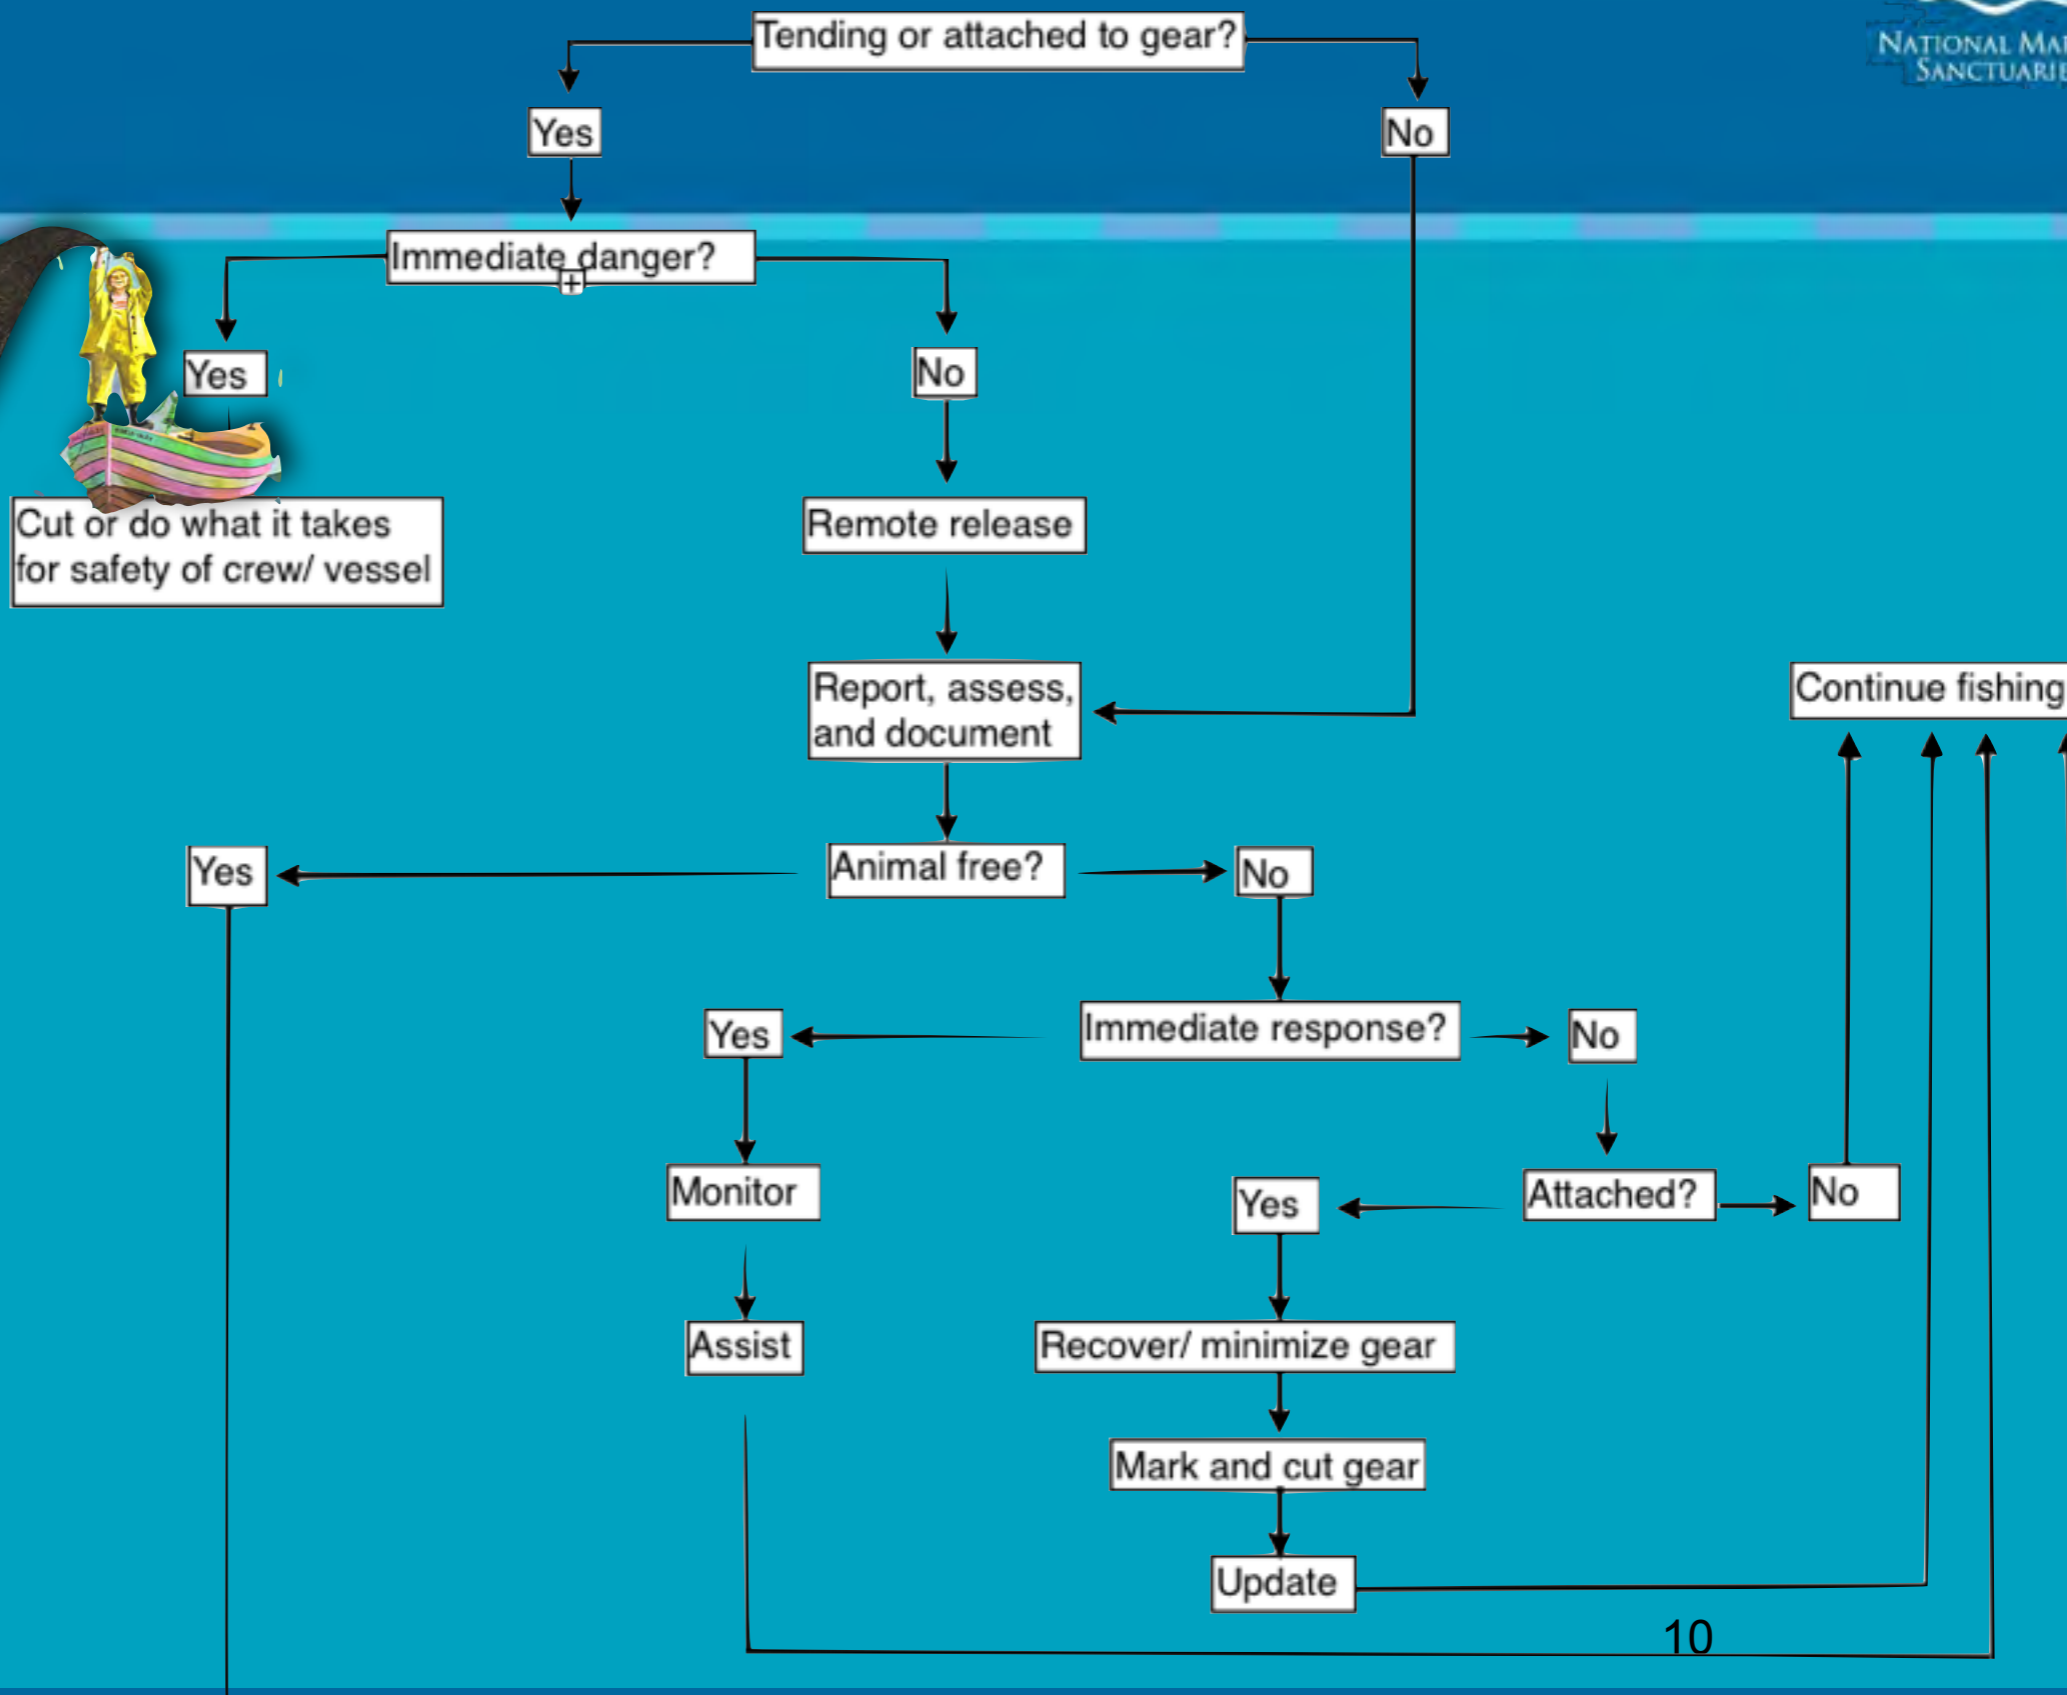 Tending or attached to gear?
NATIONAL MAR
SANCTUARIE
Yes
No
Immediate danger?
Yes
No
Cut or do what it takes
for safety of crew/ vessel
Remote release
Report, assess,
and document
Continue fishing
Yes
Animal free?
No
Yes
Immediate response?
No
Monitor
Yes
Attached?
No
Assist
Recover/ minimize gear
Mark and cut gear
Update
10